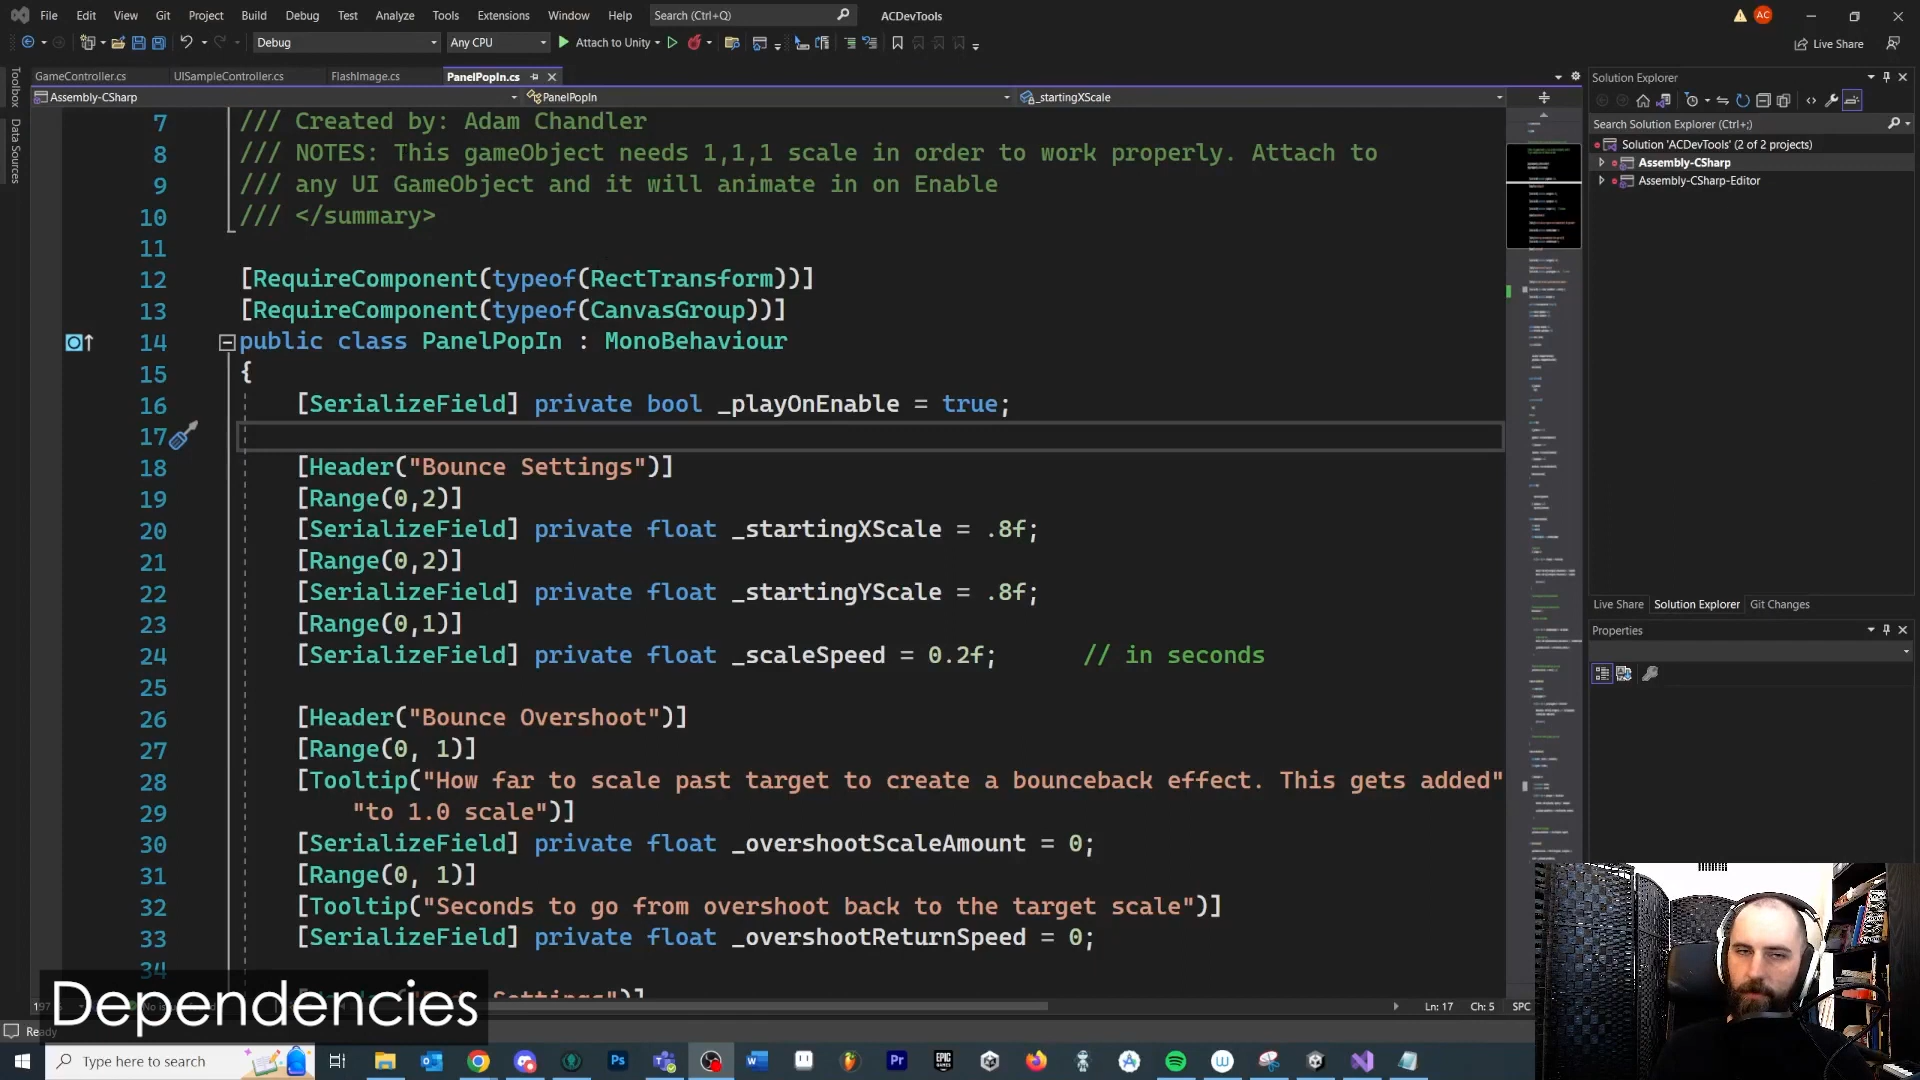 File Edit View Git Project Build Debug Test Analyze Tools Extensions Window Help Search (Ctrl+Q) ACDevTools AC
Debug Any CPU Attach to Unity Live Share
GameController.cs UISampleController.cs FlashImage.cs PanelPopIn.cs
Assembly-CSharp PanelPopIn _startingXScale
Toolbox
Data Sources
7 /// Created by: Adam Chandler
8 /// NOTES: This gameObject needs 1,1,1 scale in order to work properly. Attach to
9 /// any UI GameObject and it will animate in on Enable
10 /// </summary>
11
12 [RequireComponent(typeof(RectTransform))]
13 [RequireComponent(typeof(CanvasGroup))]
14 public class PanelPopIn : MonoBehaviour
15 {
16 [SerializeField] private bool _playOnEnable = true;
17
18 [Header("Bounce Settings")]
19 [Range(0,2)]
20 [SerializeField] private float _startingXScale = .8f;
21 [Range(0,2)]
22 [SerializeField] private float _startingYScale = .8f;
23 [Range(0,1)]
24 [SerializeField] private float _scaleSpeed = 0.2f; // in seconds
25
26 [Header("Bounce Overshoot")]
27 [Range(0, 1)]
28 [Tooltip("How far to scale past target to create a bounceback effect. This gets added"
29 "to 1.0 scale")]
30 [SerializeField] private float _overshootScaleAmount = 0;
31 [Range(0, 1)]
32 [Tooltip("Seconds to go from overshoot back to the target scale")]
33 [SerializeField] private float _overshootReturnSpeed = 0;
34
Solution Explorer
Search Solution Explorer (Ctrl+;)
Solution 'ACDevTools' (2 of 2 projects)
Assembly-CSharp
Assembly-CSharp-Editor
Live Share Solution Explorer Git Changes
Properties
Ln: 17 Ch: 5 SPC
Dependencies
Ready
Type here to search